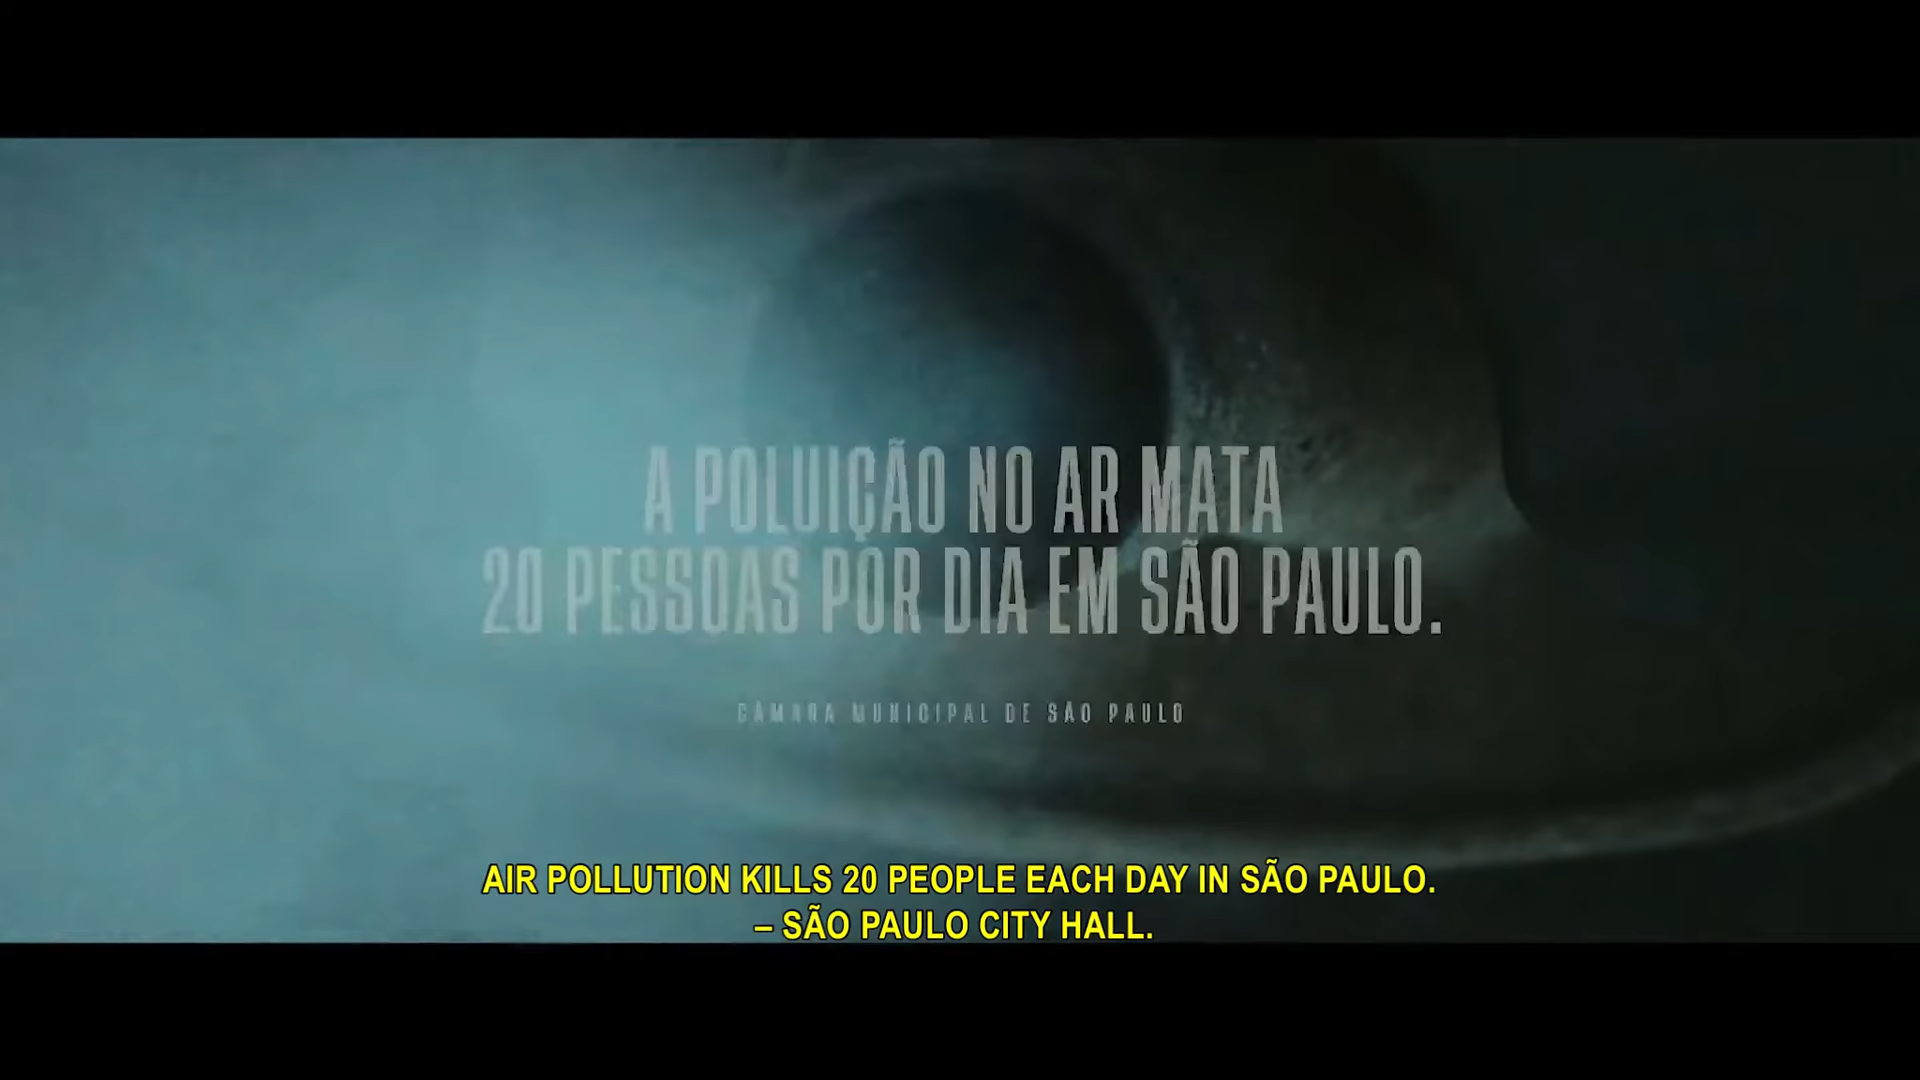 A POLUIÇÃO NO AR MATA
20 PESSOAS POR DIA EM SÃO PAULO.
CÂMARA MUNICIPAL DE SÃO PAULO
AIR POLLUTION KILLS 20 PEOPLE EACH DAY IN SÃO PAULO.
– SÃO PAULO CITY HALL.